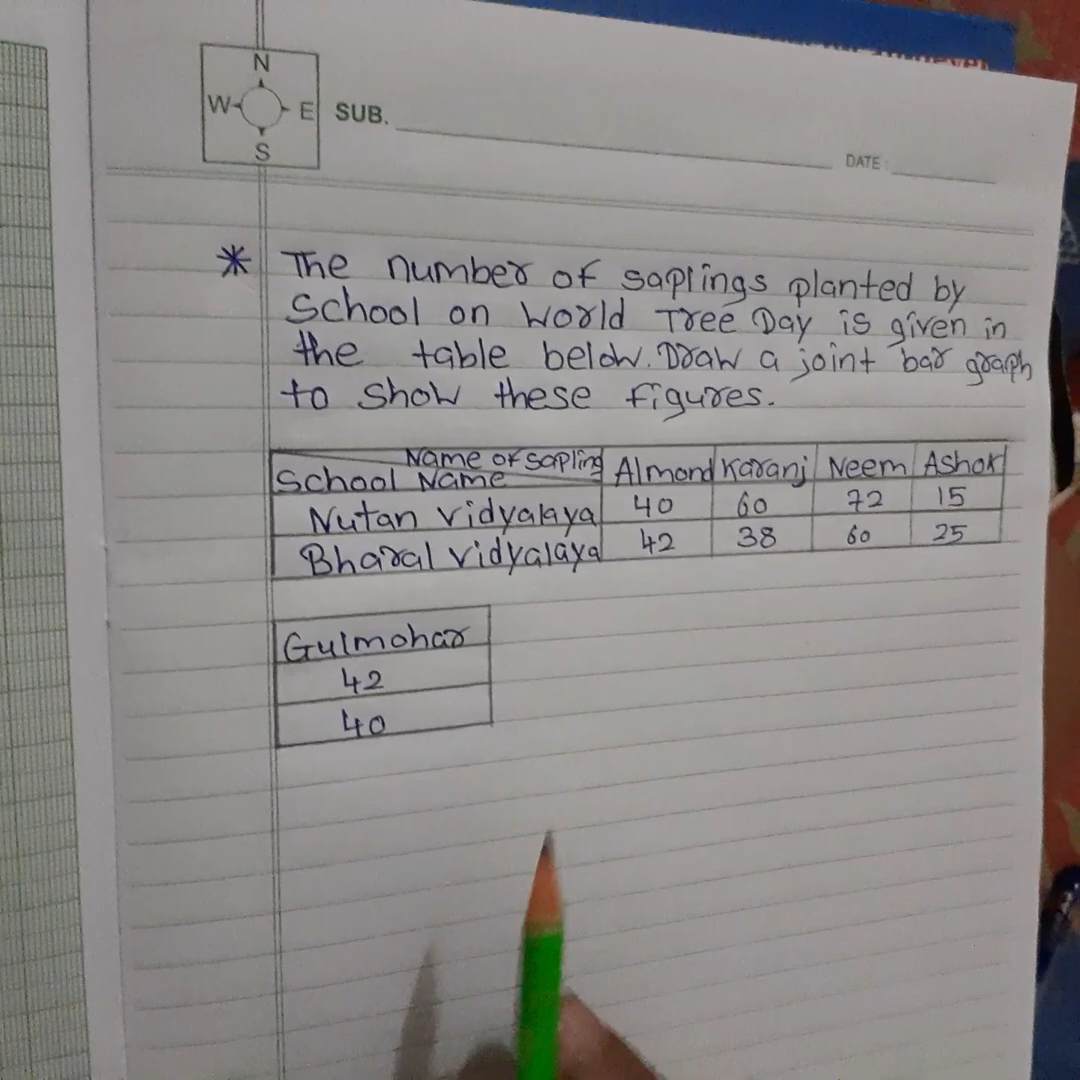 N
W E SUB.
S
DATE:
* The number of saplings planted by
School on World Tree Day is given in
the table below. Draw a joint bar graph
to show these figures.
Name of sapling Almond Karanj Neem Ashok
School Name
Nutan Vidyalaya 40 60 72 15
Bharal Vidyalaya 42 38 60 25
Gulmohar
42
40